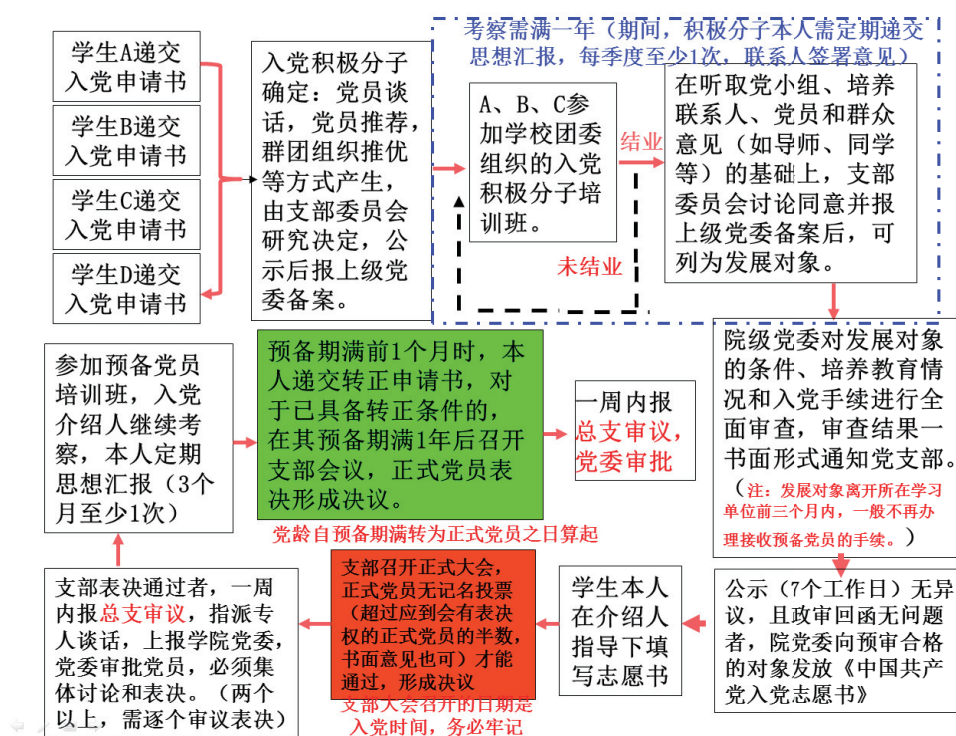 学生A递交
入党申请书
学生B递交
入党申请书
学生C递交
入党申请书
学生D递交
入党申请书
入党积极分子
确定：党员谈
话，党员推荐，
群团组织推优
等方式产生，
由支部委员会
研究决定，公
示后报上级党
委备案。
考察需满一年（期间，积极分子本人需定期递交
思想汇报，每季度至少1次，联系人签署意见）
A、B、C参
加学校团委
组织的入党
积极分子培
训班。
结业
未结业
在听取党小组、培养
联系人、党员和群众
意见（如导师、同学
等）的基础上，支部
委员会讨论同意并报
上级党委备案后，可
列为发展对象。
院级党委对发展对象
的条件、培养教育情
况和入党手续进行全
面审查，审查结果一
书面形式通知党支部。
（注：发展对象离开所在学习
单位前三个月内，一般不再办
理接收预备党员的手续。）
公示（7个工作日）无异
议，且政审回函无问题
者，院党委向预审合格
的对象发放《中国共产
党入党志愿书》
学生本人
在介绍人
指导下填
写志愿书
支部召开正式大会，
正式党员无记名投票
（超过应到会有表决
权的正式党员的半数，
书面意见也可）才能
通过，形成决议
支部大会召开的日期是
入党时间，务必牢记
支部表决通过者，一周
内报总支审议，指派专
人谈话，上报学院党委，
党委审批党员，必须集
体讨论和表决。（两个
以上，需逐个审议表决）
参加预备党员
培训班，入党
介绍人继续考
察，本人定期
思想汇报（3个
月至少1次）
预备期满前1个月时，本
人递交转正申请书，对
于已具备转正条件的，
在其预备期满1年后召开
支部会议，正式党员表
决形成决议。
党龄自预备期满转为正式党员之日算起
一周内报
总支审议，
党委审批